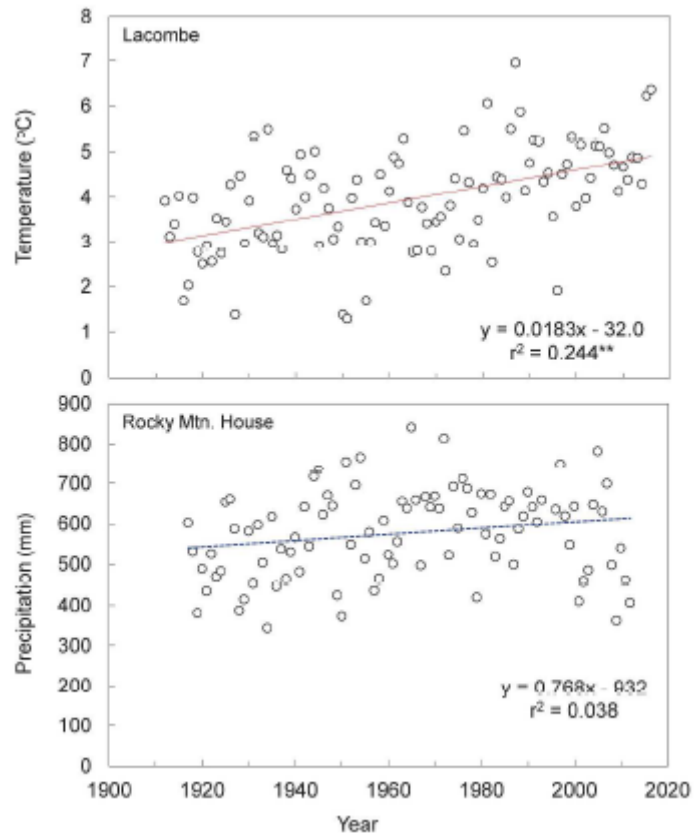 8
Lacombe
7
6
5
4
3
2
1
0
Temperature (°C)
y = 0.0183x - 32.0
r² = 0.244**
900
Rocky Mtn. House
800
700
600
500
400
300
200
100
0
Precipitation (mm)
y = 0.768x - 932
r² = 0.038
1900 1920 1940 1960 1980 2000 2020
Year